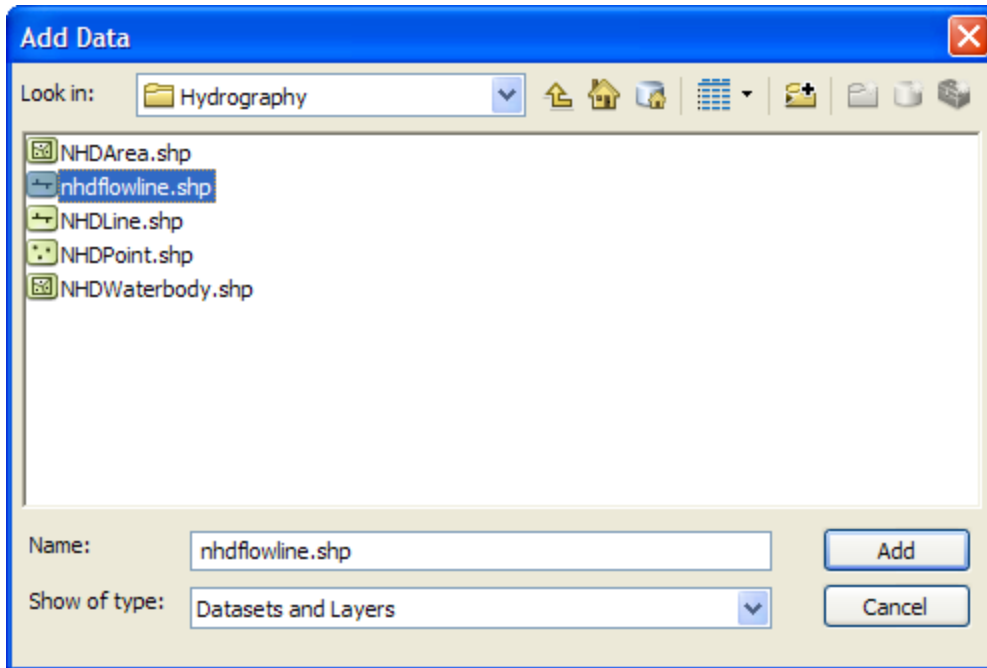 Add Data
Look in: Hydrography
NHDArea.shp
nhdflowline.shp
NHDLine.shp
NHDPoint.shp
NHDWaterbody.shp
Name: nhdflowline.shp Add
Show of type: Datasets and Layers Cancel